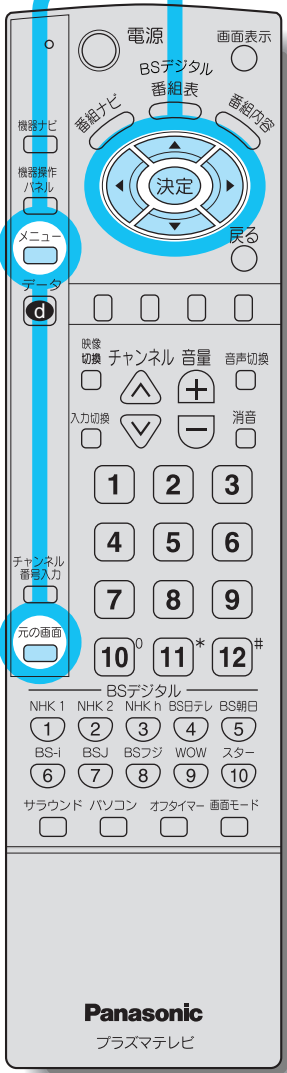 電源
画面表示
BSデジタル
番組表
番組ナビ
番組内容
機器ナビ
機器操作
パネル
決定
メニュー
戻る
データ
d
映像
切換
チャンネル
音量
音声切換
入力切換
消音
1 2 3
4 5 6
チャンネル
番号入力
7 8 9
元の画面
10 0 11 * 12 #
BSデジタル
NHK 1 NHK 2 NHK h BS日テレ BS朝日
1 2 3 4 5
BS-i BSJ BSフジ WOW スター
6 7 8 9 10
サラウンド パソコン オフタイマー 画面モード
Panasonic
プラズマテレビ